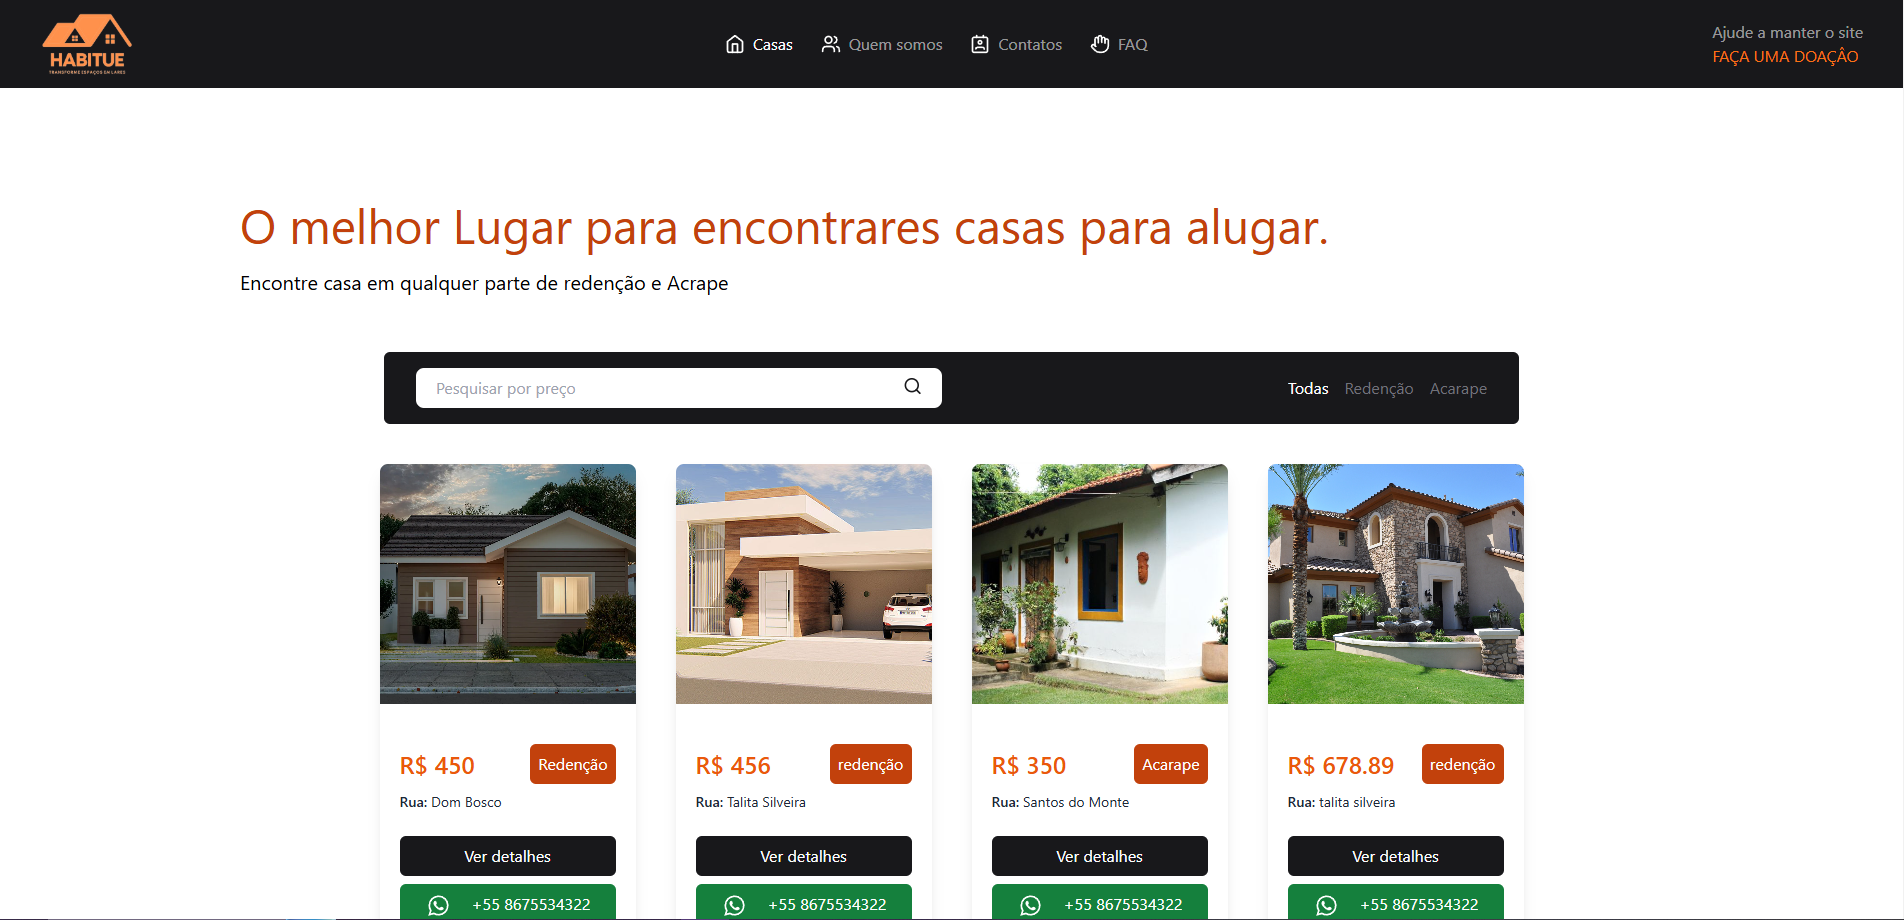 HABITUE
TRANSFORME ESPAÇOS EM LARES
Casas
Quem somos
Contatos
FAQ
Ajude a manter o site
FAÇA UMA DOAÇÂO
O melhor Lugar para encontrares casas para alugar.
Encontre casa em qualquer parte de redenção e Acrape
Pesquisar por preço
Todas
Redenção
Acarape
R$ 450
Redenção
Rua: Dom Bosco
Ver detalhes
+55 8675534322
R$ 456
redenção
Rua: Talita Silveira
Ver detalhes
+55 8675534322
R$ 350
Acarape
Rua: Santos do Monte
Ver detalhes
+55 8675534322
R$ 678.89
redenção
Rua: talita silveira
Ver detalhes
+55 8675534322